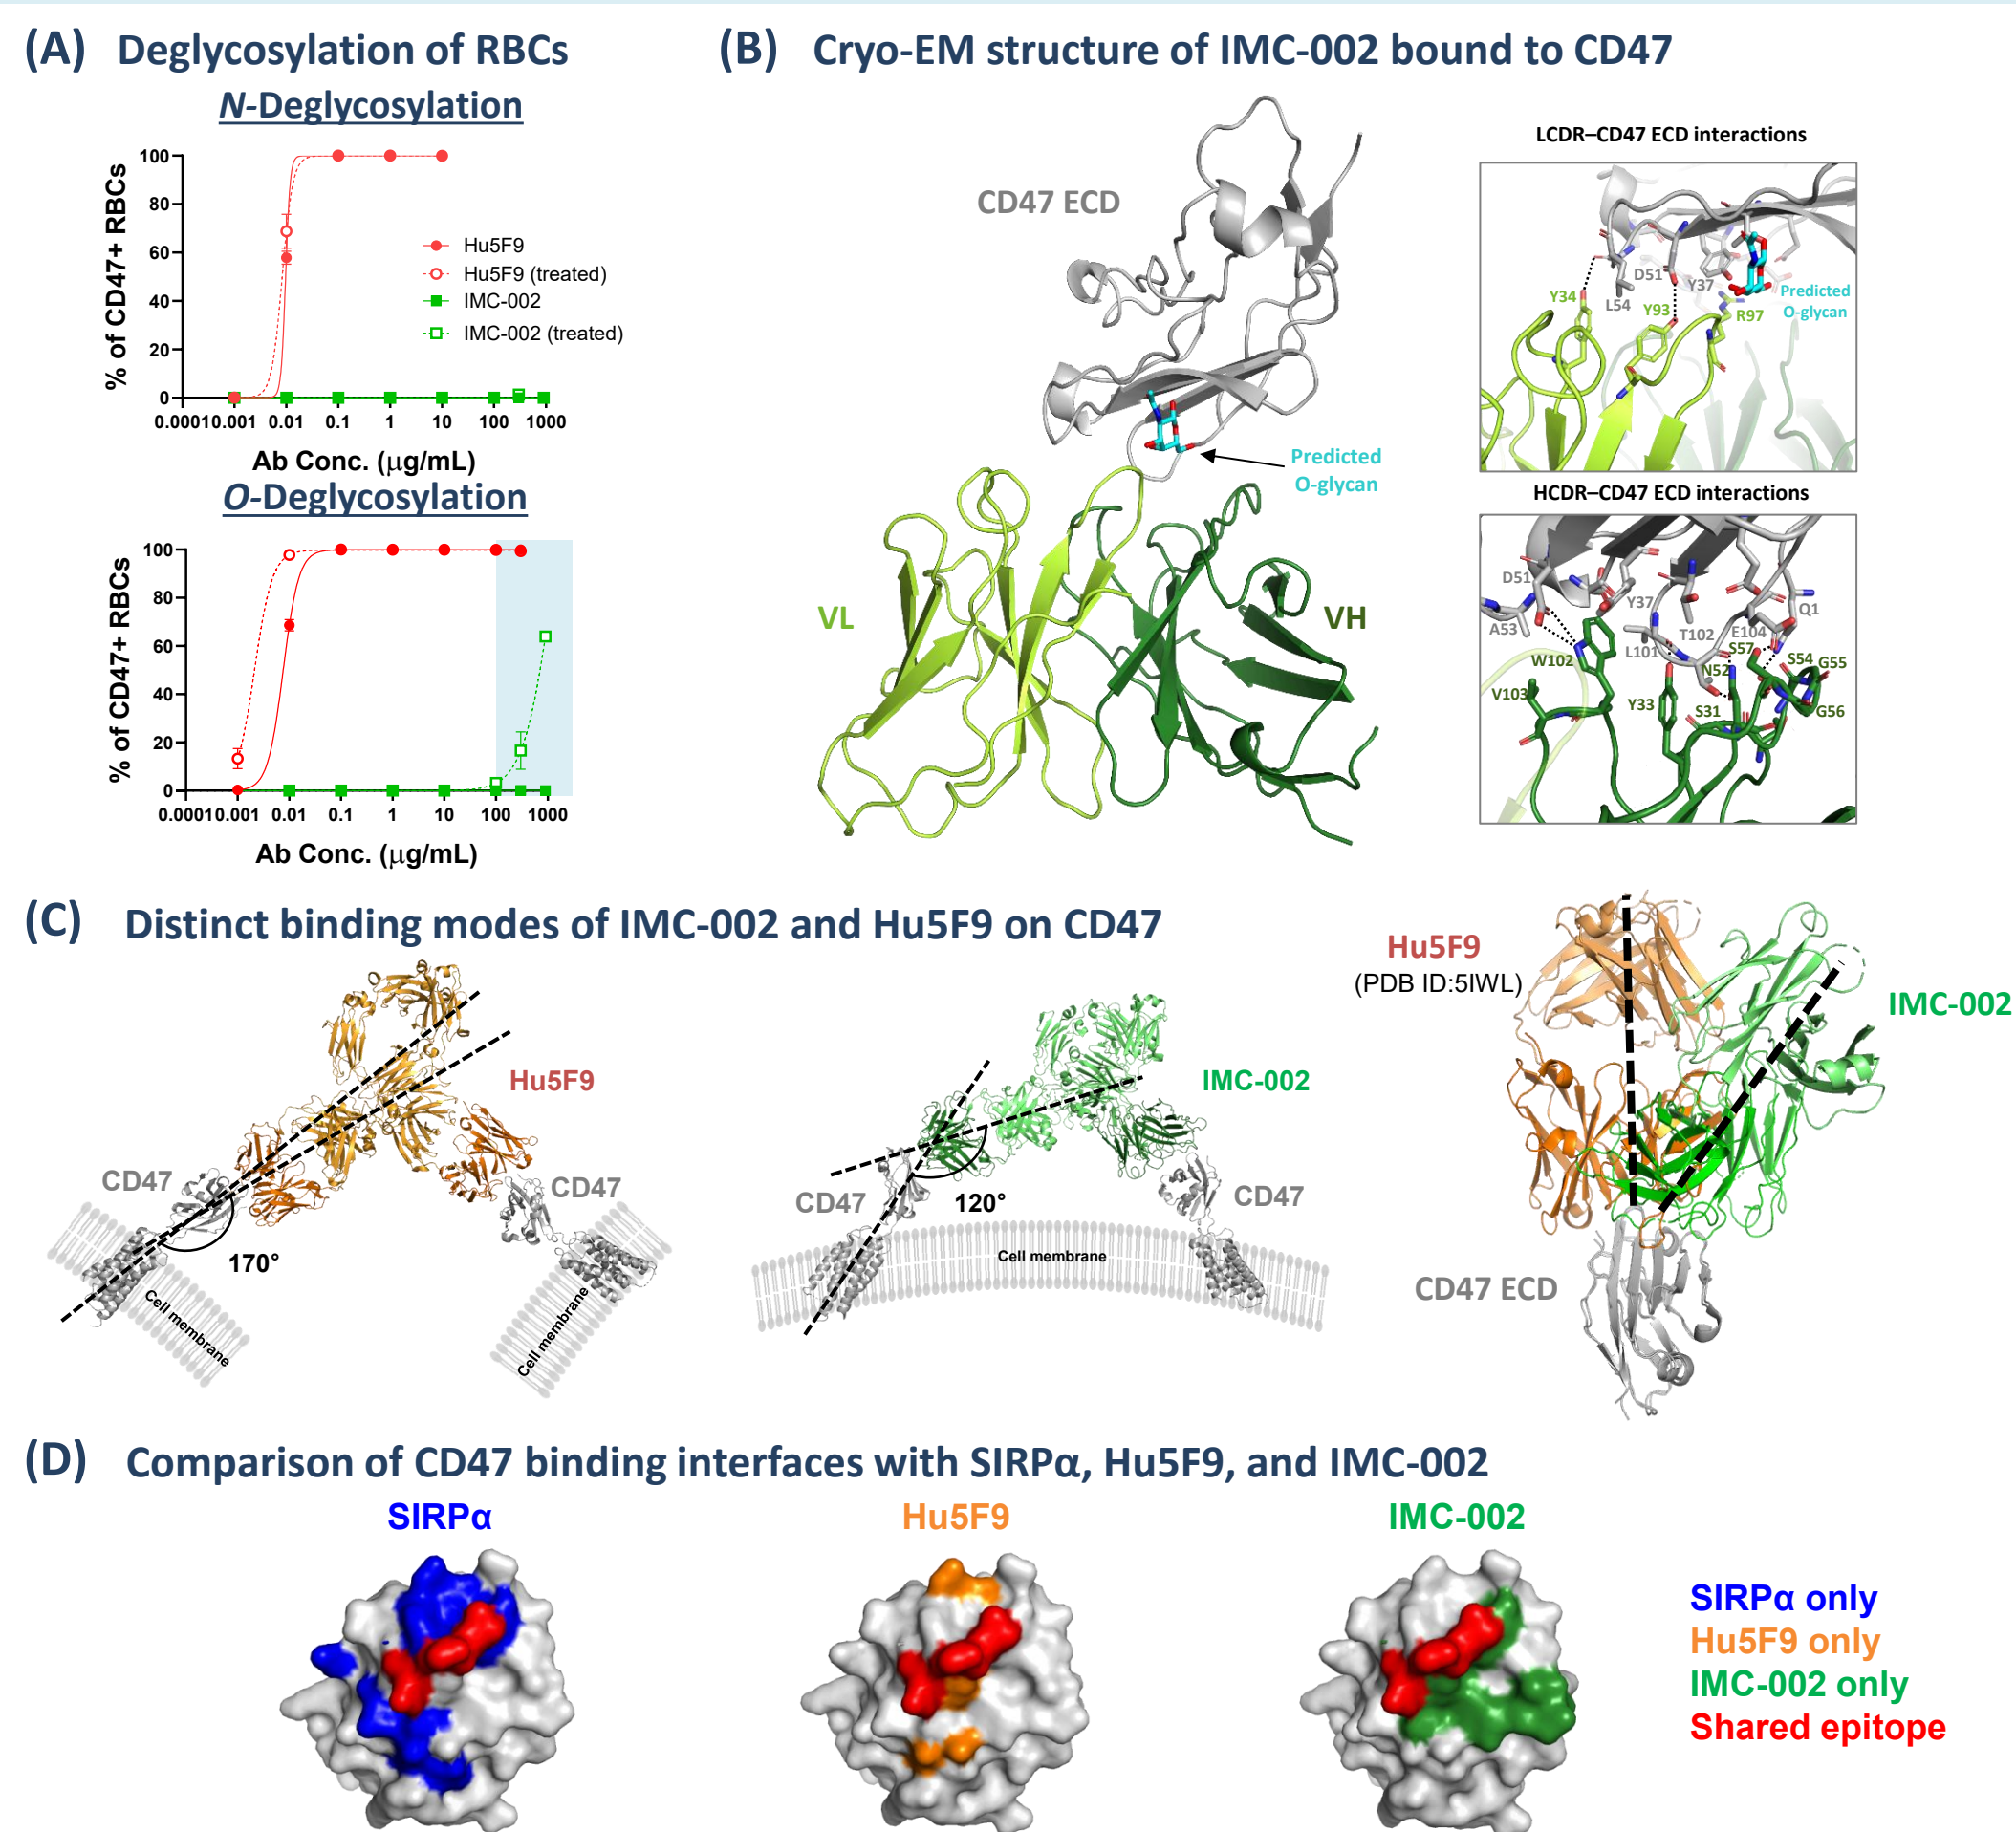 (A) Deglycosylation of RBCs
N-Deglycosylation
% of CD47+ RBCs
100
80
60
40
20
0
0.0001 0.001 0.01 0.1 1 10 100 1000
Ab Conc. (μg/mL)
Hu5F9
Hu5F9 (treated)
IMC-002
IMC-002 (treated)
O-Deglycosylation
% of CD47+ RBCs
100
80
60
40
20
0
0.0001 0.001 0.01 0.1 1 10 100 1000
Ab Conc. (μg/mL)
(B) Cryo-EM structure of IMC-002 bound to CD47
CD47 ECD
Predicted
O-glycan
VL
VH
LCDR–CD47 ECD interactions
D51
Y37
L54
Y34
Y93
R97
Predicted
O-glycan
HCDR–CD47 ECD interactions
D51
A53
Y37
Q1
T102
E104
L101
S57
W102
N52
S54
G55
V103
Y33
S31
G56
(C) Distinct binding modes of IMC-002 and Hu5F9 on CD47
Hu5F9
CD47
CD47
170°
Cell membrane
Cell membrane
IMC-002
CD47
CD47
120°
Cell membrane
Hu5F9
(PDB ID:5IWL)
IMC-002
CD47 ECD
(D) Comparison of CD47 binding interfaces with SIRPα, Hu5F9, and IMC-002
SIRPα
Hu5F9
IMC-002
SIRPα only
Hu5F9 only
IMC-002 only
Shared epitope